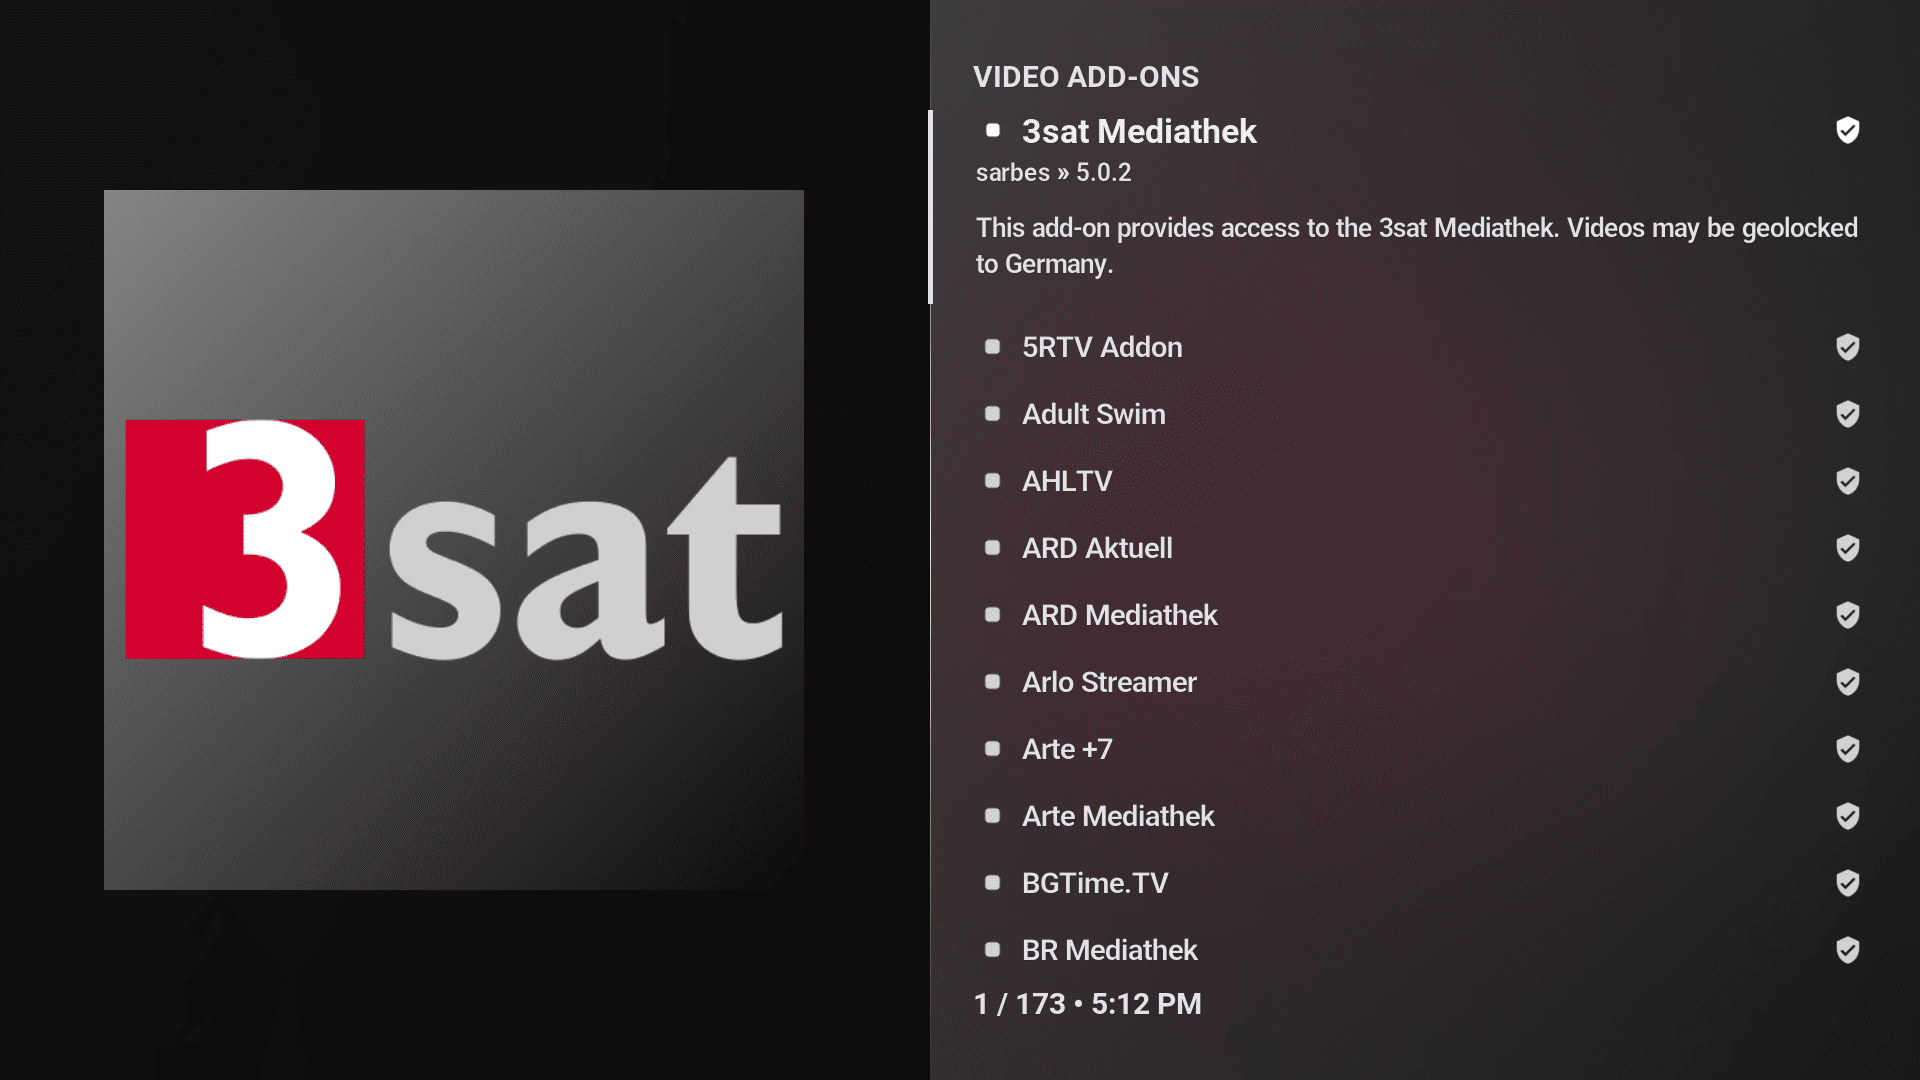 3sat
VIDEO ADD-ONS
3sat Mediathek
sarbes » 5.0.2
This add-on provides access to the 3sat Mediathek. Videos may be geolocked
to Germany.
5RTV Addon
Adult Swim
AHLTV
ARD Aktuell
ARD Mediathek
Arlo Streamer
Arte +7
Arte Mediathek
BGTime.TV
BR Mediathek
1 / 173 • 5:12 PM